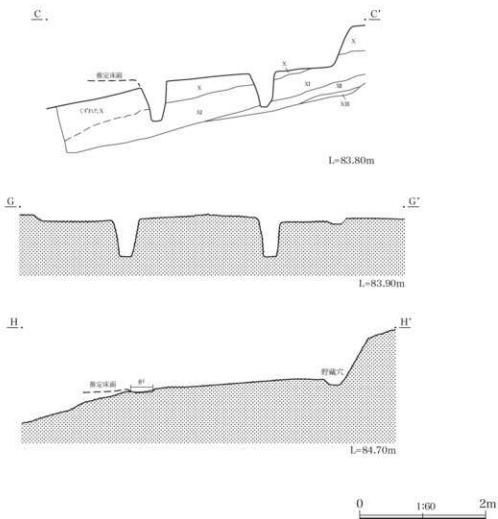 C C'
推定床面
X
X
X
XI
XII
XIII
くずれたX
XI
L=83.80m
G G'
L=83.90m
H H'
推定床面 炉
貯蔵穴
L=84.70m
0 1:60 2m